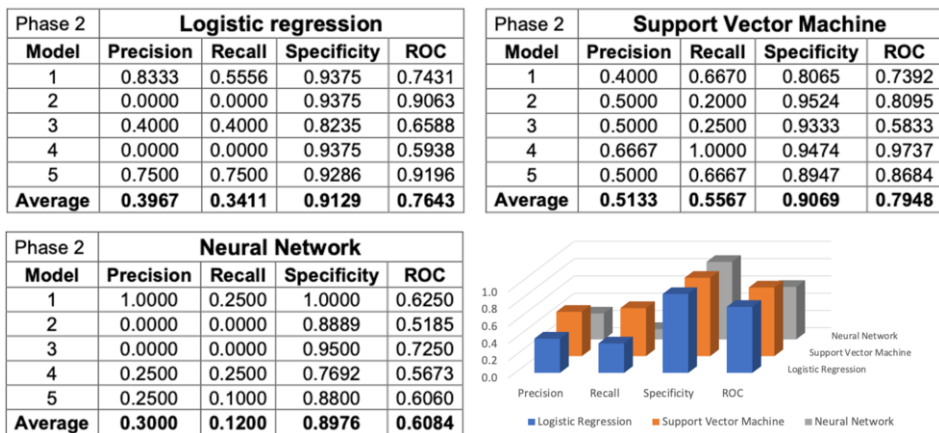 Phase 2 Logistic regression
Model Precision Recall Specificity ROC
1 0.8333 0.5556 0.9375 0.7431
2 0.0000 0.0000 0.9375 0.9063
3 0.4000 0.4000 0.8235 0.6588
4 0.0000 0.0000 0.9375 0.5938
5 0.7500 0.7500 0.9286 0.9196
Average 0.3967 0.3411 0.9129 0.7643
Phase 2 Support Vector Machine
Model Precision Recall Specificity ROC
1 0.4000 0.6670 0.8065 0.7392
2 0.5000 0.2000 0.9524 0.8095
3 0.5000 0.2500 0.9333 0.5833
4 0.6667 1.0000 0.9474 0.9737
5 0.5000 0.6667 0.8947 0.8684
Average 0.5133 0.5567 0.9069 0.7948
Phase 2 Neural Network
Model Precision Recall Specificity ROC
1 1.0000 0.2500 1.0000 0.6250
2 0.0000 0.0000 0.8889 0.5185
3 0.0000 0.0000 0.9500 0.7250
4 0.2500 0.2500 0.7692 0.5673
5 0.2500 0.1000 0.8800 0.6060
Average 0.3000 0.1200 0.8976 0.6084
1.0
0.8
0.6
0.4
0.2
0.0
Neural Network
Support Vector Machine
Logistic Regression
Precision Recall Specificity ROC
Logistic Regression Support Vector Machine Neural Network